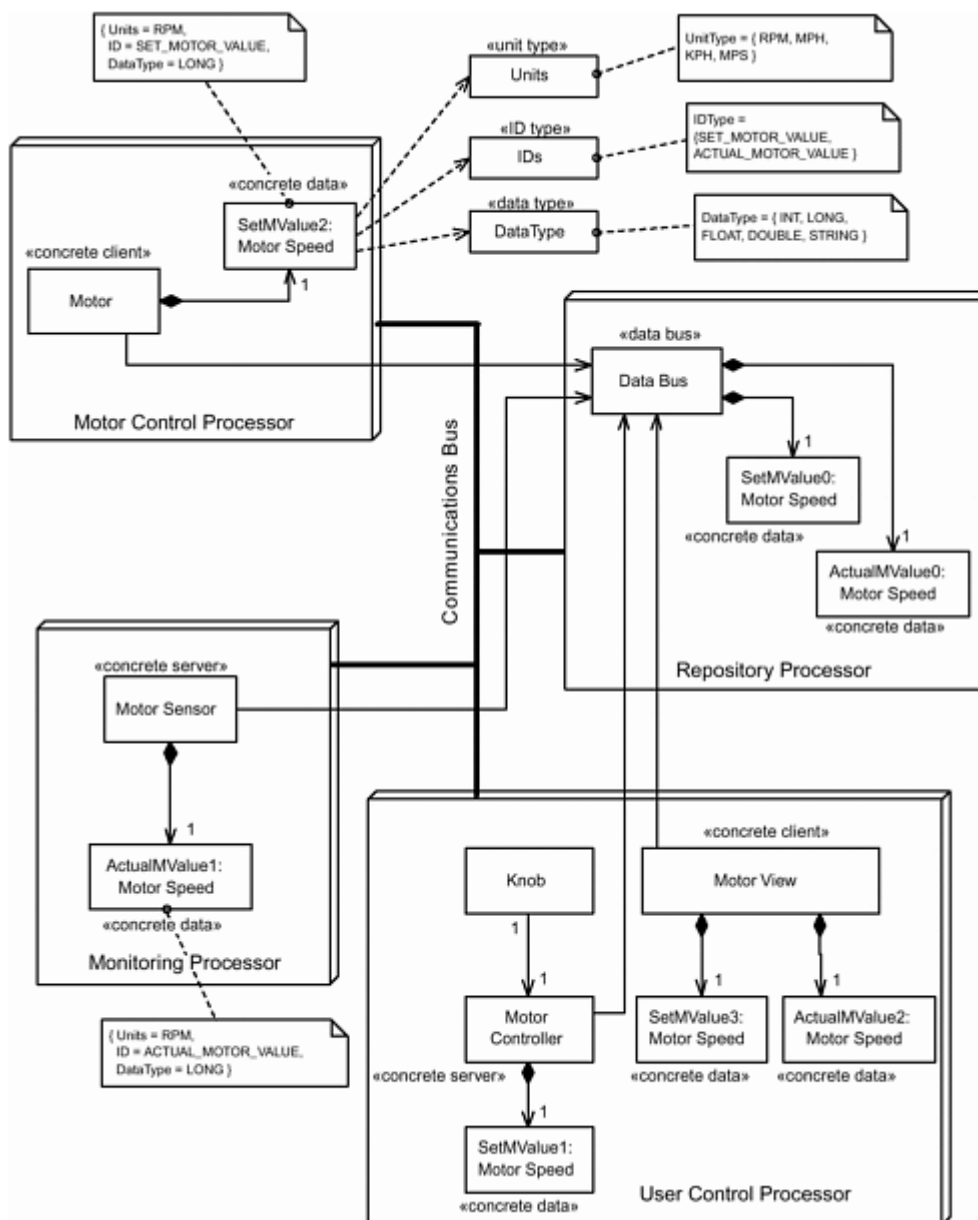 { Units = RPM,
ID = SET_MOTOR_VALUE,
DataType = LONG }
«unit type»
Units
UnitType = { RPM, MPH,
KPH, MPS }
«ID type»
IDs
IDType =
{SET_MOTOR_VALUE,
ACTUAL_MOTOR_VALUE }
«data type»
DataType
DataType = { INT, LONG,
FLOAT, DOUBLE, STRING }
«concrete data»
SetMValue2:
Motor Speed
«concrete client»
Motor
1
Motor Control Processor
Communications Bus
«data bus»
Data Bus
1
SetMValue0:
Motor Speed
«concrete data»
1
ActualMValue0:
Motor Speed
«concrete data»
Repository Processor
«concrete server»
Motor Sensor
1
ActualMValue1:
Motor Speed
«concrete data»
Monitoring Processor
{ Units = RPM,
ID = ACTUAL_MOTOR_VALUE,
DataType = LONG }
Knob
1
1
Motor
Controller
«concrete server»
1
SetMValue1:
Motor Speed
«concrete data»
«concrete client»
Motor View
1
SetMValue3:
Motor Speed
«concrete data»
1
ActualMValue2:
Motor Speed
«concrete data»
User Control Processor